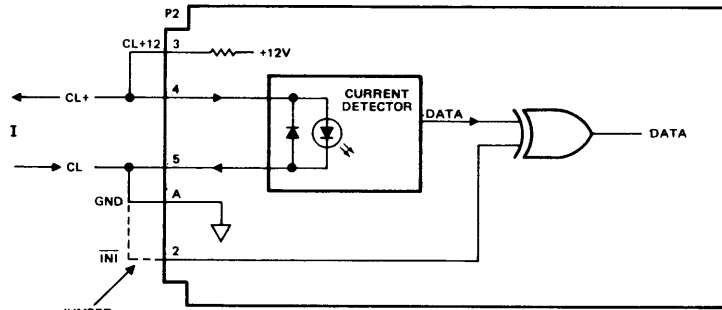 P2
CL+12 3 +12V
CL+ 4
CURRENT
DETECTOR
DATA
DATA
I
CL 5
GND A
INI 2